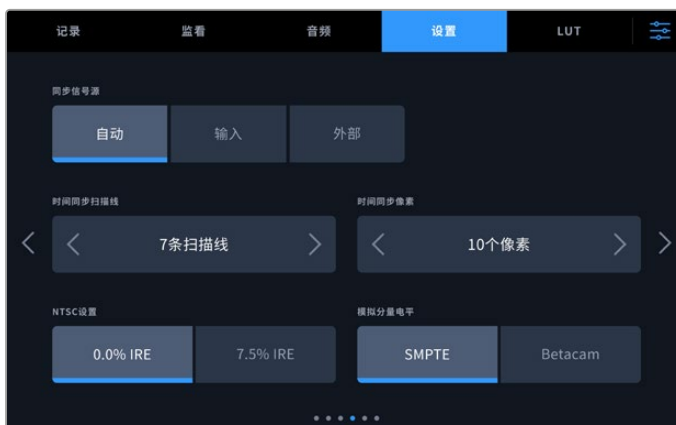 记录 监看 音频 设置 LUT
同步信号源
自动 输入 外部
时间同步扫描线 时间同步像素
7条扫描线 10个像素
NTSC设置 模拟分量电平
0.0% IRE 7.5% IRE SMPTE Betacam